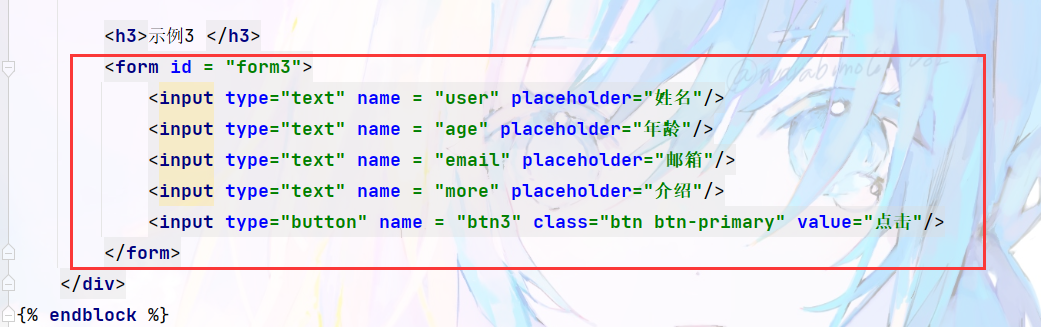 <h3>示例3 </h3>
<form id = "form3">
<input type="text" name = "user" placeholder="姓名"/>
<input type="text" name = "age" placeholder="年龄"/>
<input type="text" name = "email" placeholder="邮箱"/>
<input type="text" name = "more" placeholder="介绍"/>
<input type="button" name = "btn3" class="btn btn-primary" value="点击"/>
</form>
</div>
{% endblock %}